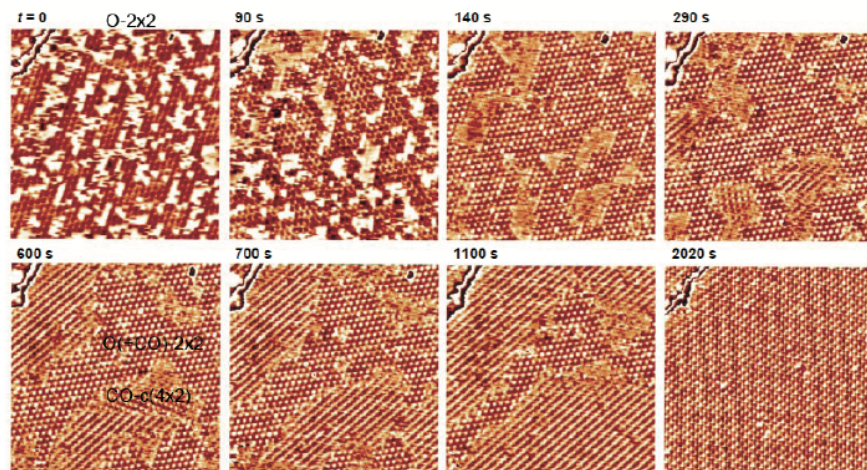 t = 0
O-2x2
90 s
140 s
290 s
600 s
700 s
1100 s
2020 s
O(+CO)-2x2
CO-c(4x2)